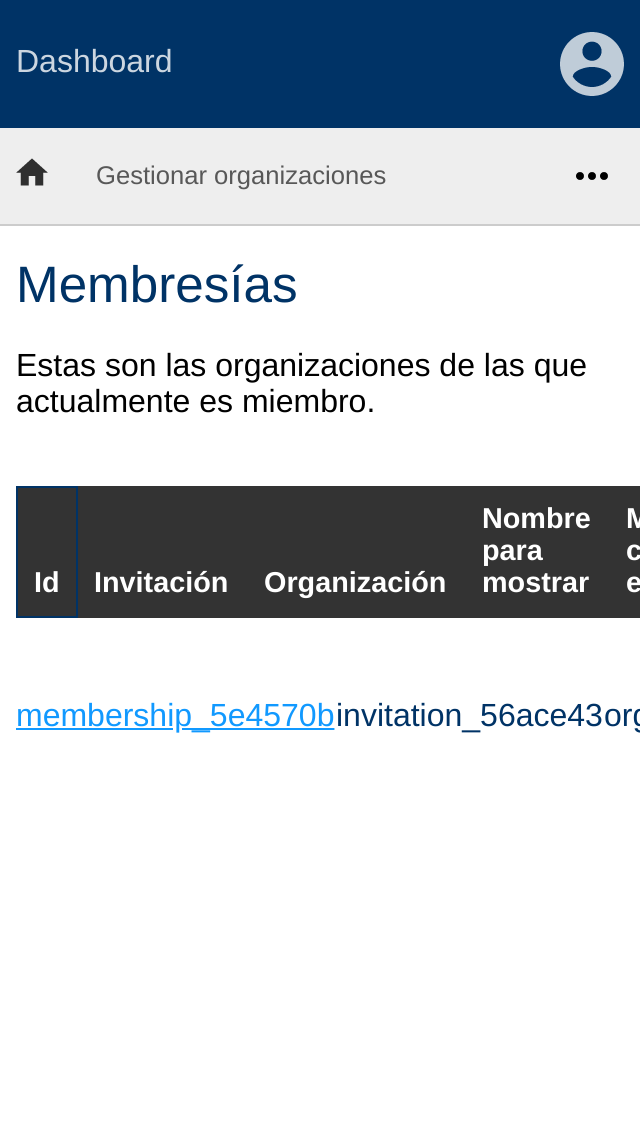 Dashboard
Gestionar organizaciones
Membresías
Estas son las organizaciones de las que
actualmente es miembro.
Id Invitación Organización Nombre para mostrar
membership_5e4570binvitation_56ace43org